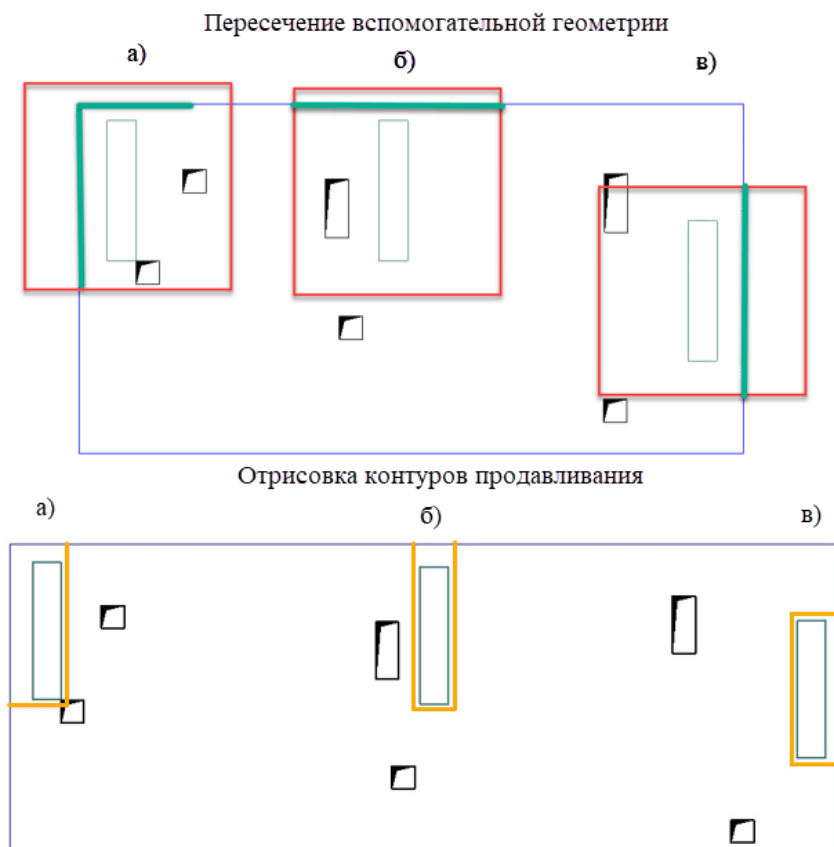 Пересечение вспомогательной геометрии
а) б) в)
Отрисовка контуров продавливания
а) б) в)